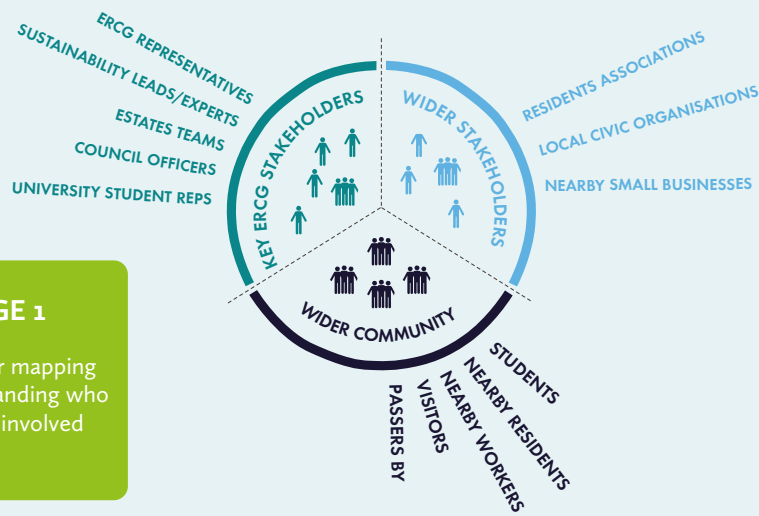 ERCG REPRESENTATIVES
SUSTAINABILITY LEADS/EXPERTS
ESTATES TEAMS
COUNCIL OFFICERS
UNIVERSITY STUDENT REPS
KEY ERCG STAKEHOLDERS
WIDER STAKEHOLDERS
RESIDENTS ASSOCIATIONS
LOCAL CIVIC ORGANISATIONS
NEARBY SMALL BUSINESSES
WIDER COMMUNITY
STUDENTS
NEARBY RESIDENTS
NEARBY WORKERS
VISITORS
PASSERS BY
GE 1
r mapping
anding who
involved